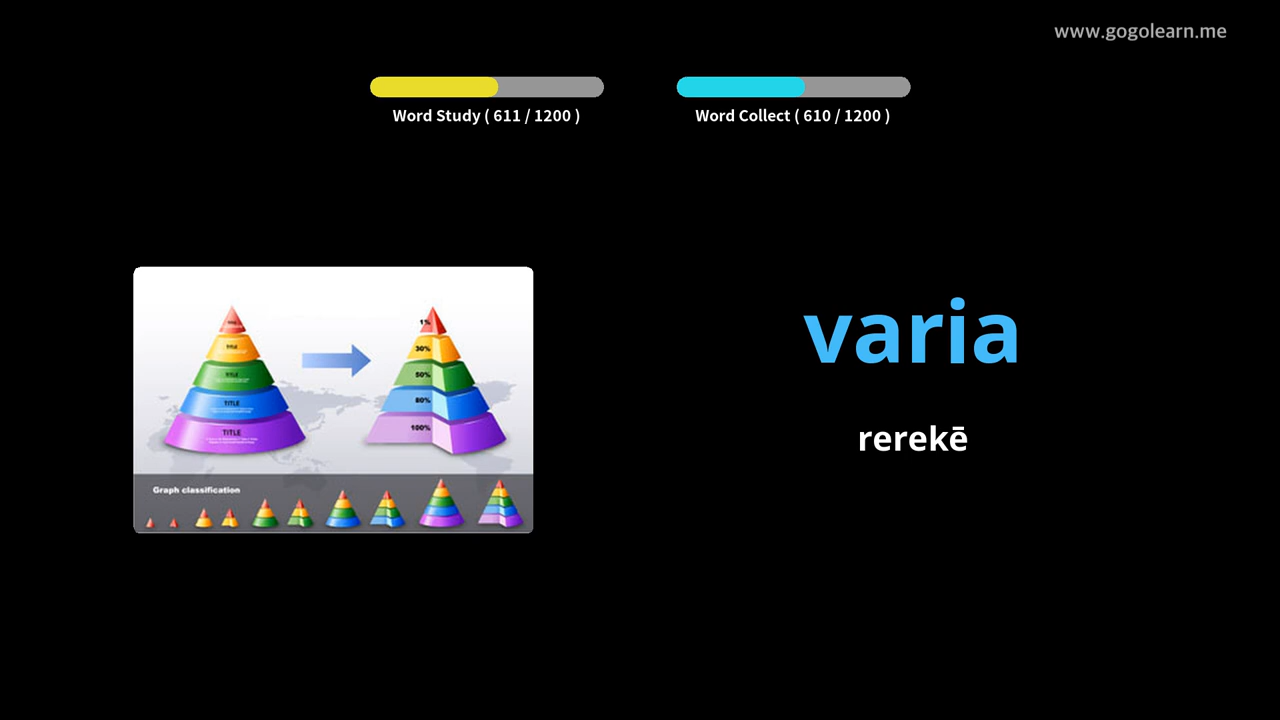 www.gogolearn.me
Word Study ( 611 / 1200 )
Word Collect ( 610 / 1200 )
varia
rerekē
TITLE
TITLE
TITLE
TITLE
1%
30%
50%
80%
100%
Graph classification